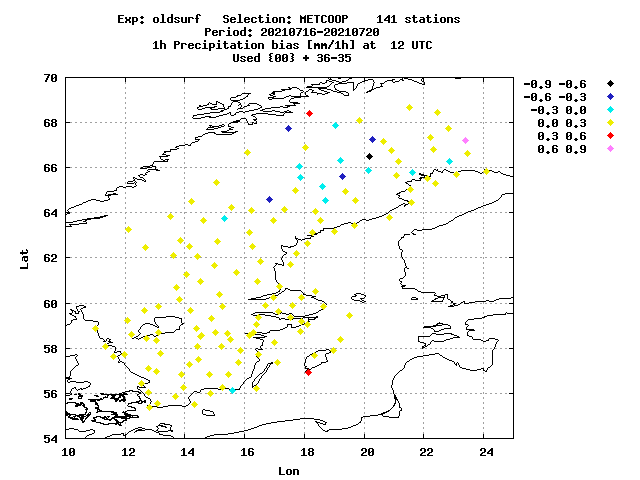 Exp: oldsurf   Selection: METCOOP    141 stations
Period: 20210716-20210720
1h Precipitation bias [mm/1h] at  12 UTC
Used {00} + 36-35
70
68
66
64
62
60
58
56
54
Lat
10 12 14 16 18 20 22 24
Lon
-0.9 -0.6
-0.6 -0.3
-0.3 0.0
0.0 0.3
0.3 0.6
0.6 0.9